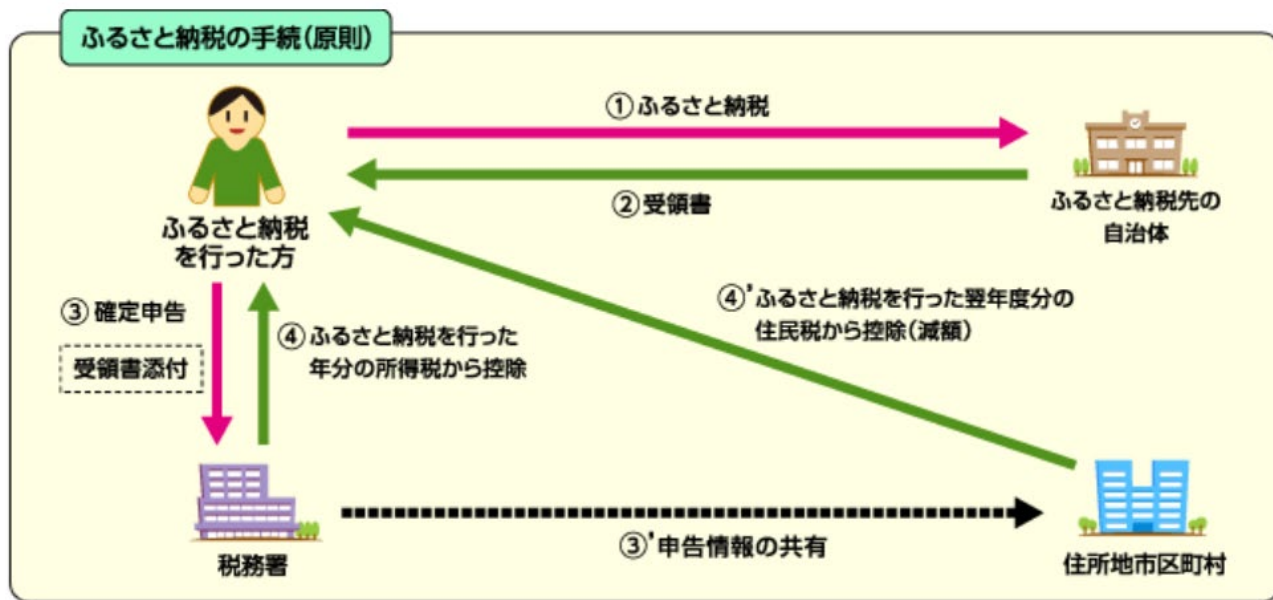 ふるさと納税の手続(原則)
①ふるさと納税
②受領書
ふるさと納税
を行った方
ふるさと納税先の
自治体
③確定申告
受領書添付
④ふるさと納税を行った
年分の所得税から控除
④'ふるさと納税を行った翌年度分の
住民税から控除(減額)
税務署
③'申告情報の共有
住所地市区町村